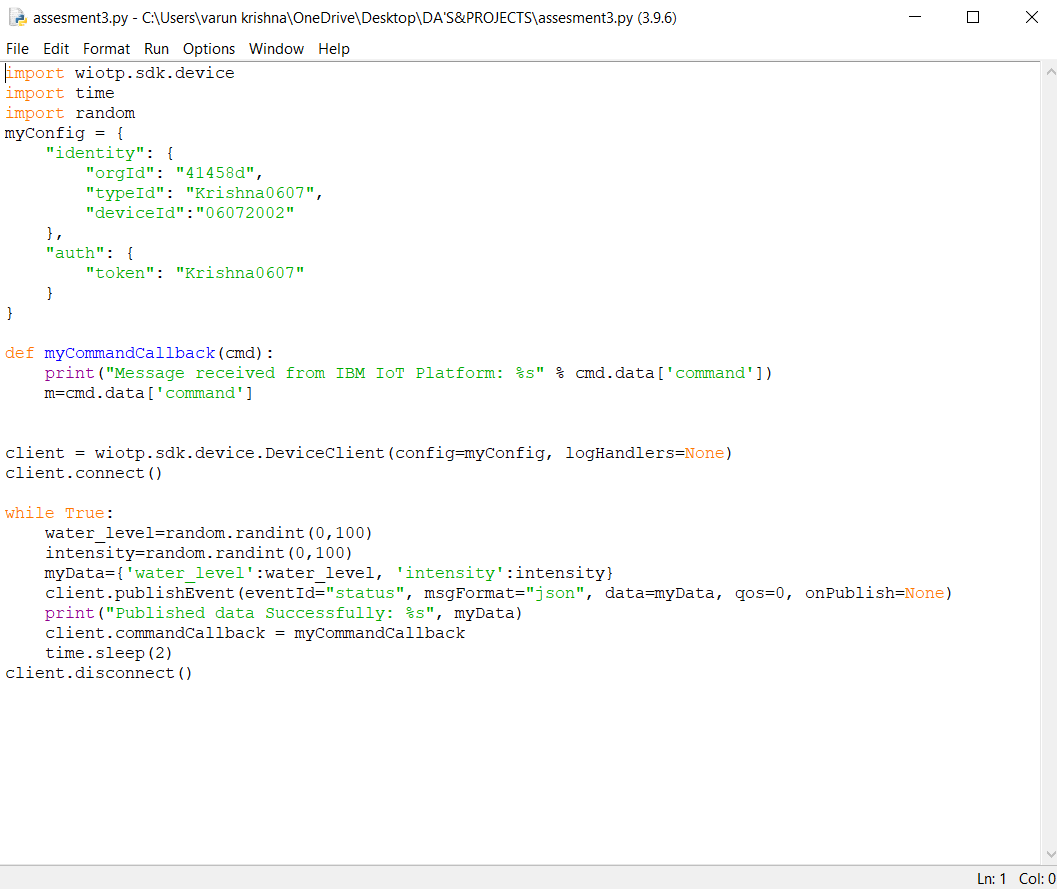 assesment3.py - C:\Users\varun krishna\OneDrive\Desktop\DA'S&PROJECTS\assesment3.py (3.9.6)
File Edit Format Run Options Window Help
import wiotp.sdk.device
import time
import random
myConfig = {
    "identity": {
        "orgId": "41458d",
        "typeId": "Krishna0607",
        "deviceId":"06072002"
    },
    "auth": {
        "token": "Krishna0607"
    }
}

def myCommandCallback(cmd):
    print("Message received from IBM IoT Platform: %s" % cmd.data['command'])
    m=cmd.data['command']


client = wiotp.sdk.device.DeviceClient(config=myConfig, logHandlers=None)
client.connect()

while True:
    water_level=random.randint(0,100)
    intensity=random.randint(0,100)
    myData={'water_level':water_level, 'intensity':intensity}
    client.publishEvent(eventId="status", msgFormat="json", data=myData, qos=0, onPublish=None)
    print("Published data Successfully: %s", myData)
    client.commandCallback = myCommandCallback
    time.sleep(2)
client.disconnect()
Ln: 1 Col: 0